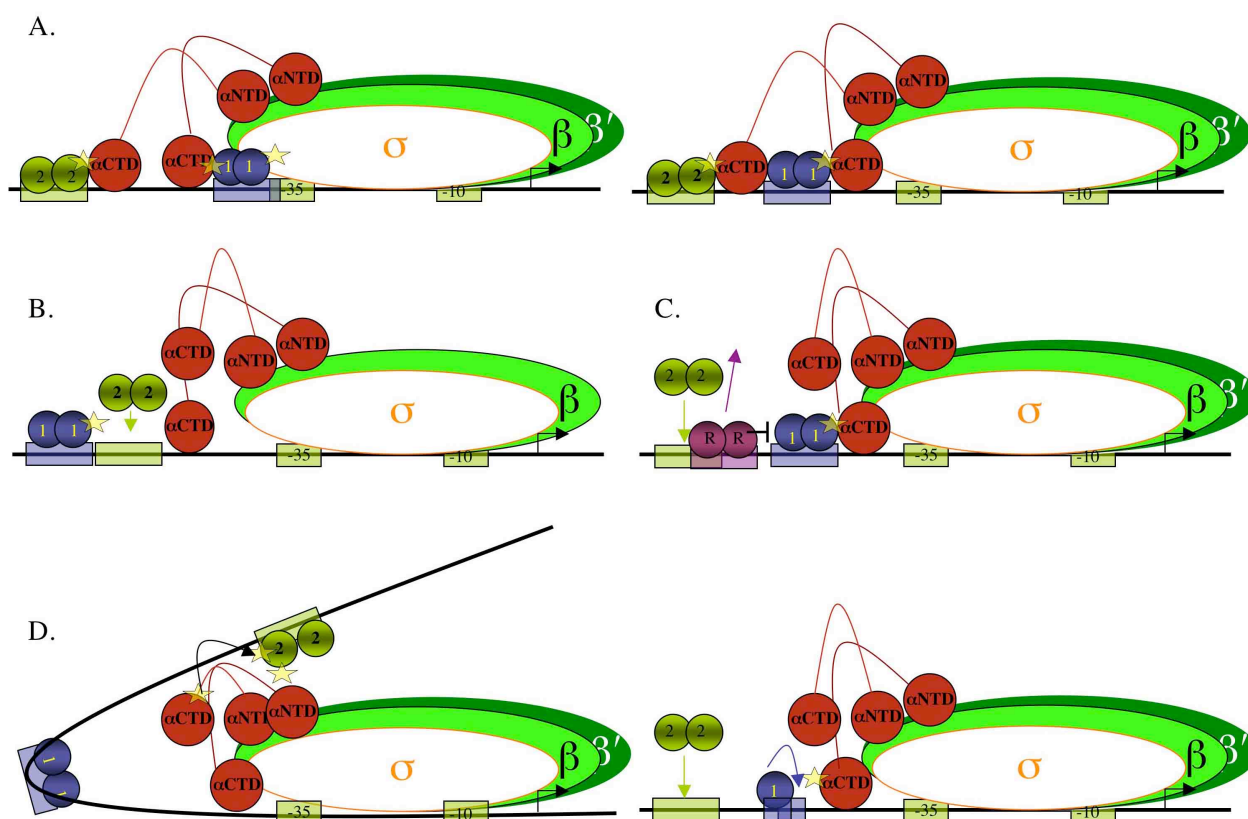 A.
αNTD αNTD
2 2 αCTD αCTD 1 1 σ β β′
-35 -10
αNTD αNTD
2 2 αCTD 1 1 αCTD σ β β′
-35 -10
B.
αCTD αNTD αNTD
2 2
1 1 αCTD σ β
-35 -10
C.
αCTD αNTD αNTD
2 2
R R 1 1 αCTD σ β β′
-35 -10
D.
2 2
αCTD αNTD αNTD
1 1 αCTD σ β β′
-35 -10
αCTD αNTD αNTD
2 2
1 αCTD σ β β′
-35 -10